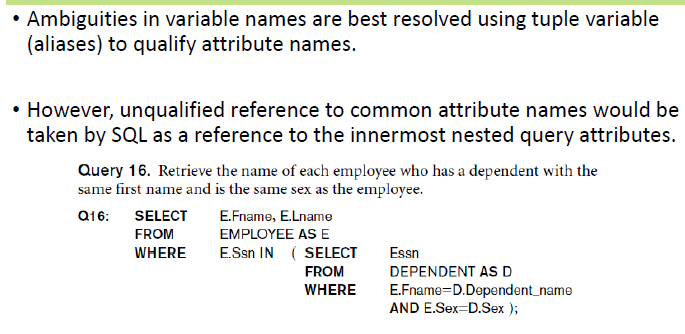 • Ambiguities in variable names are best resolved using tuple variable
(aliases) to qualify attribute names.
• However, unqualified reference to common attribute names would be
taken by SQL as a reference to the innermost nested query attributes.
Query 16. Retrieve the name of each employee who has a dependent with the
same first name and is the same sex as the employee.
Q16: SELECT E.Fname, E.Lname
FROM EMPLOYEE AS E
WHERE E.Ssn IN ( SELECT Essn
FROM DEPENDENT AS D
WHERE E.Fname=D.Dependent_name
AND E.Sex=D.Sex );